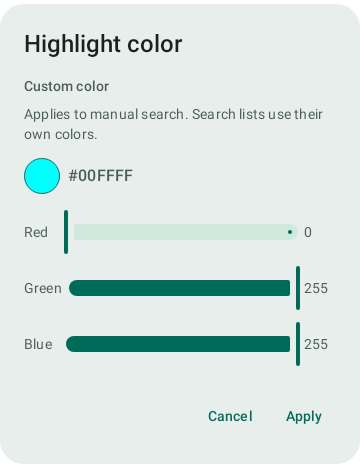 Highlight color
Custom color
Applies to manual search. Search lists use their
own colors.
#00FFFF
Red 0
Green 255
Blue 255
Cancel Apply